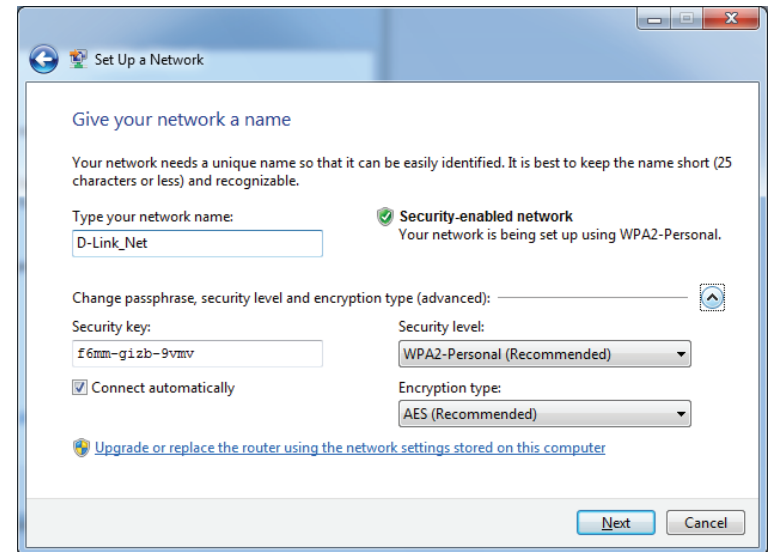 Set Up a Network
Give your network a name
Your network needs a unique name so that it can be easily identified. It is best to keep the name short (25
characters or less) and recognizable.
Type your network name:
D-Link_Net
Security-enabled network
Your network is being set up using WPA2-Personal.
Change passphrase, security level and encryption type (advanced):
Security key:
f6mm-gizb-9vmv
Security level:
WPA2-Personal (Recommended)
Connect automatically
Encryption type:
AES (Recommended)
Upgrade or replace the router using the network settings stored on this computer
Next
Cancel